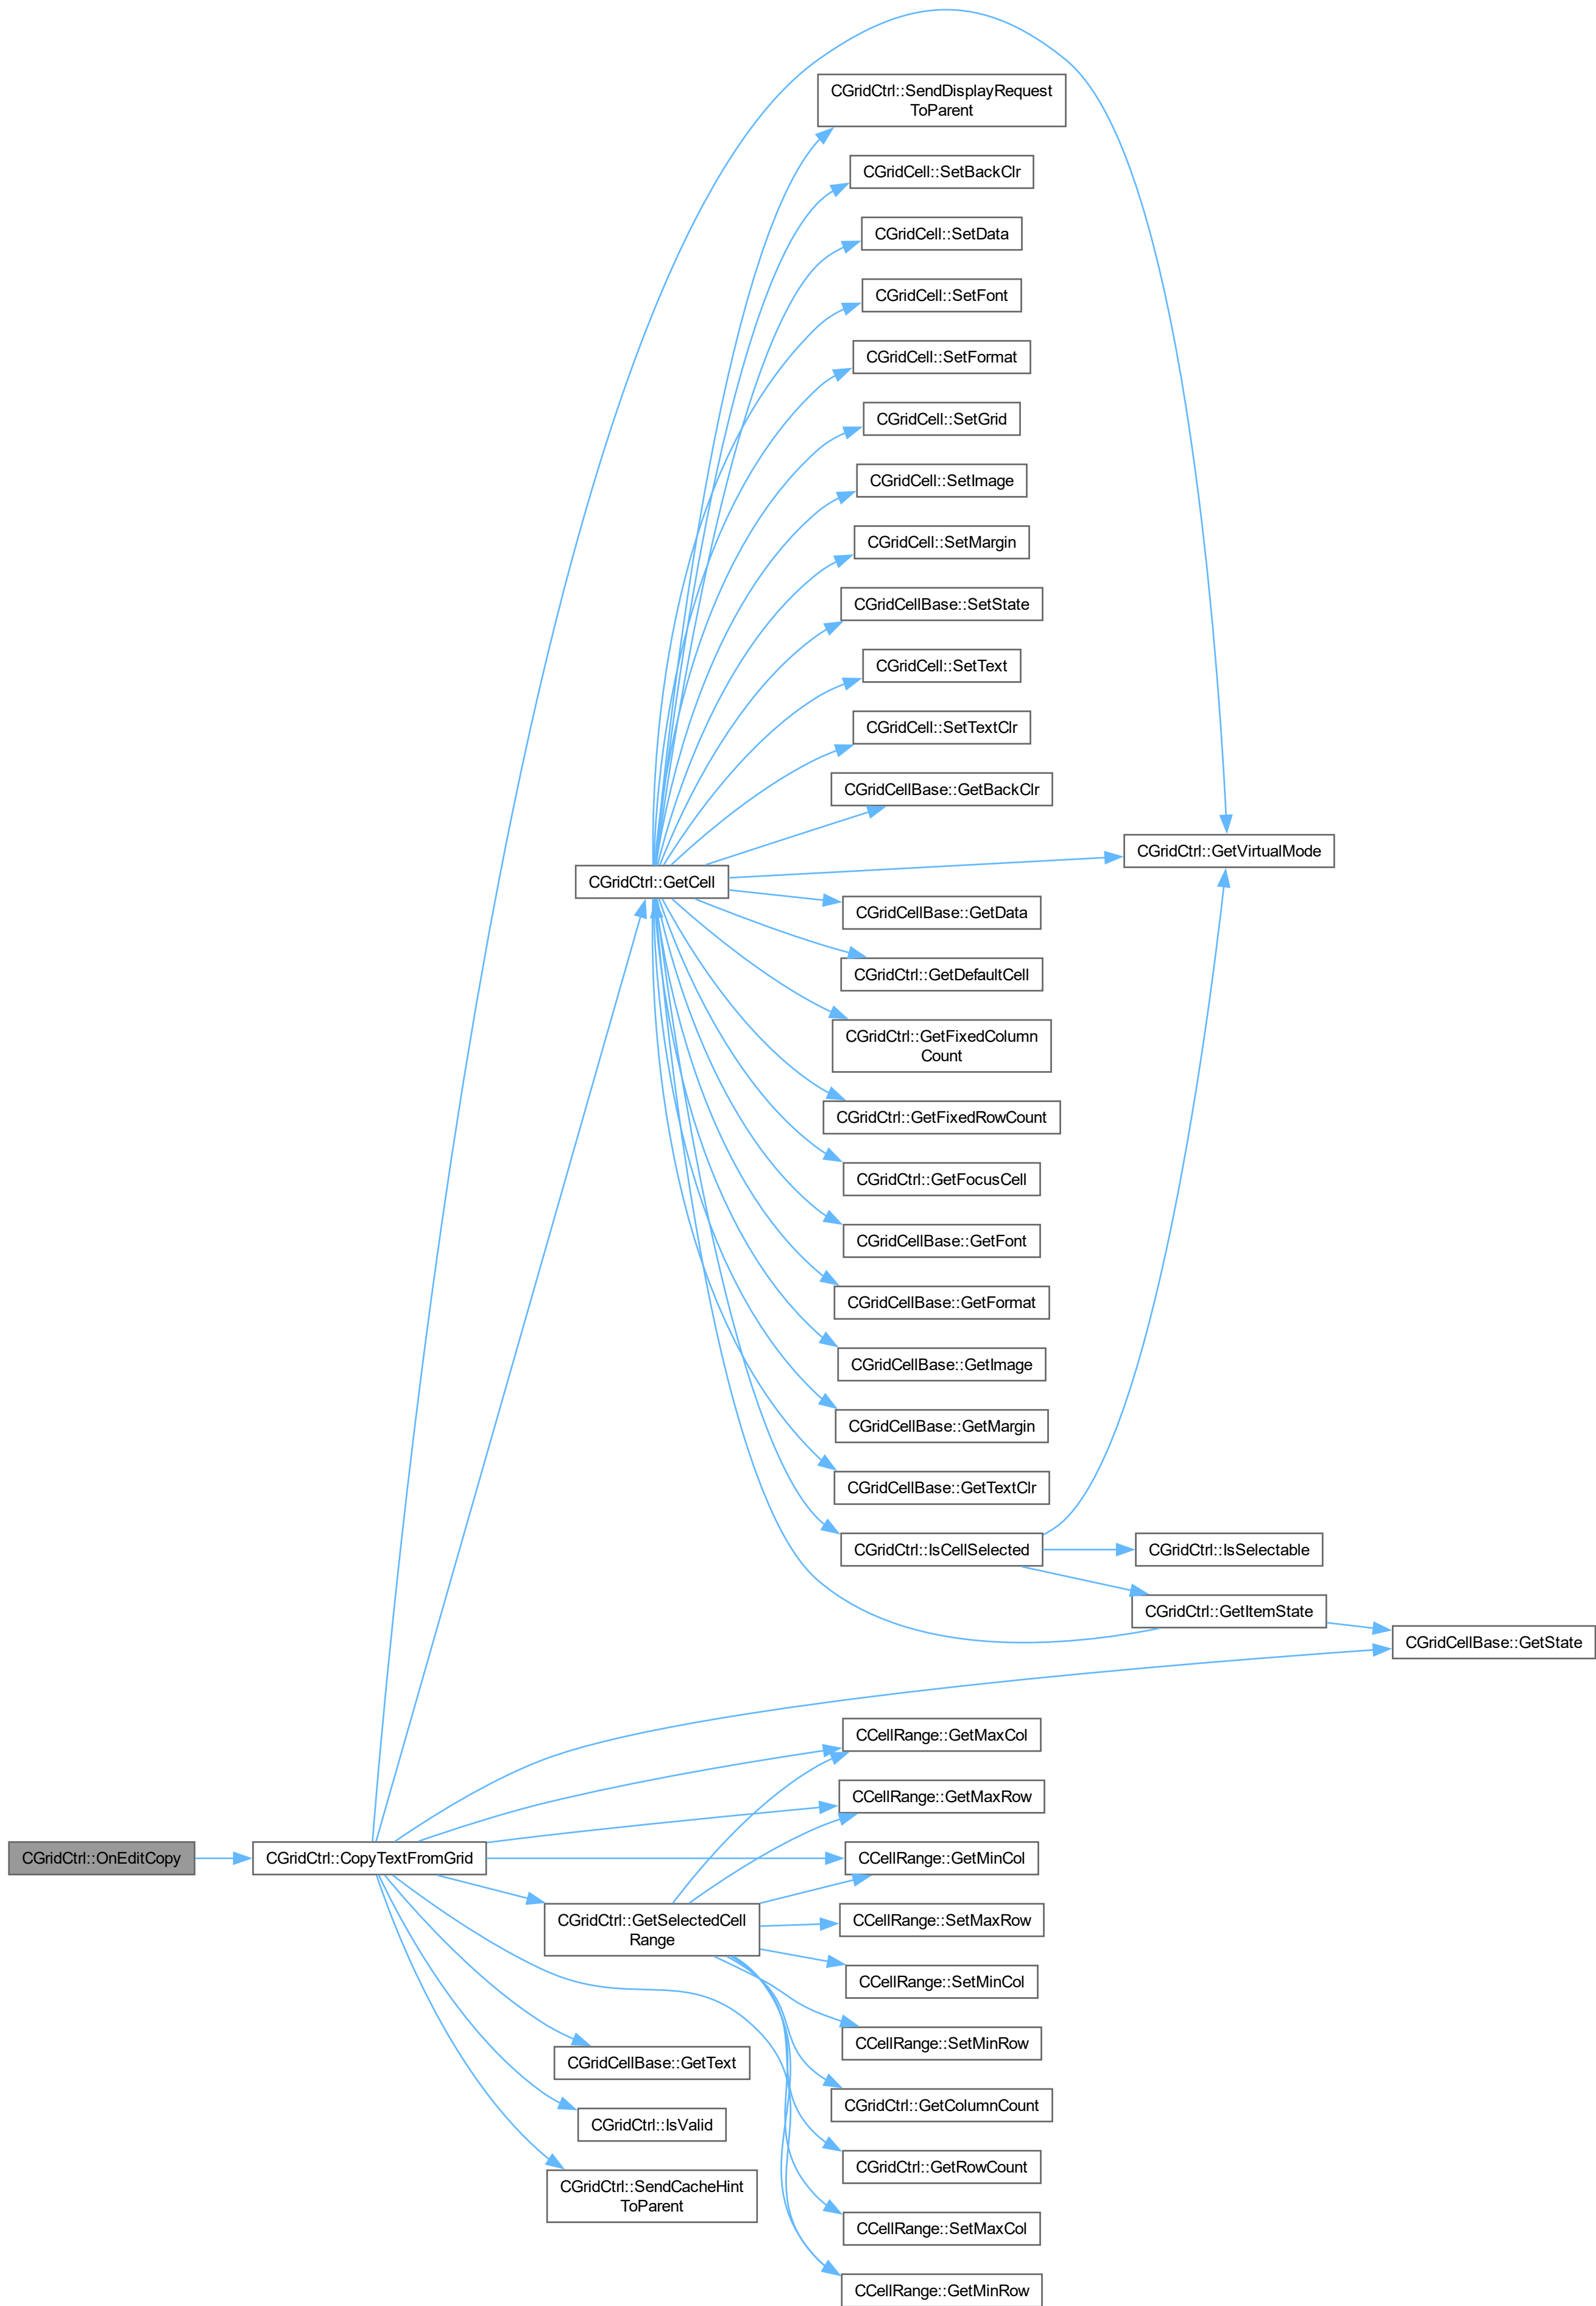 CGridCtrl::SendDisplayRequest
ToParent
CGridCell::SetBackClr
CGridCell::SetData
CGridCell::SetFont
CGridCell::SetFormat
CGridCell::SetGrid
CGridCell::SetImage
CGridCell::SetMargin
CGridCellBase::SetState
CGridCell::SetText
CGridCell::SetTextClr
CGridCellBase::GetBackClr
CGridCtrl::GetVirtualMode
CGridCtrl::GetCell
CGridCellBase::GetData
CGridCtrl::GetDefaultCell
CGridCtrl::GetFixedColumn
Count
CGridCtrl::GetFixedRowCount
CGridCtrl::GetFocusCell
CGridCellBase::GetFont
CGridCellBase::GetFormat
CGridCellBase::GetImage
CGridCellBase::GetMargin
CGridCellBase::GetTextClr
CGridCtrl::IsCellSelected
CGridCtrl::IsSelectable
CGridCtrl::GetItemState
CGridCellBase::GetState
CCellRange::GetMaxCol
CCellRange::GetMaxRow
CGridCtrl::OnEditCopy
CGridCtrl::CopyTextFromGrid
CCellRange::GetMinCol
CGridCtrl::GetSelectedCell
Range
CCellRange::SetMaxRow
CCellRange::SetMinCol
CCellRange::SetMinRow
CGridCellBase::GetText
CGridCtrl::GetColumnCount
CGridCtrl::IsValid
CGridCtrl::GetRowCount
CGridCtrl::SendCacheHint
ToParent
CCellRange::SetMaxCol
CCellRange::GetMinRow